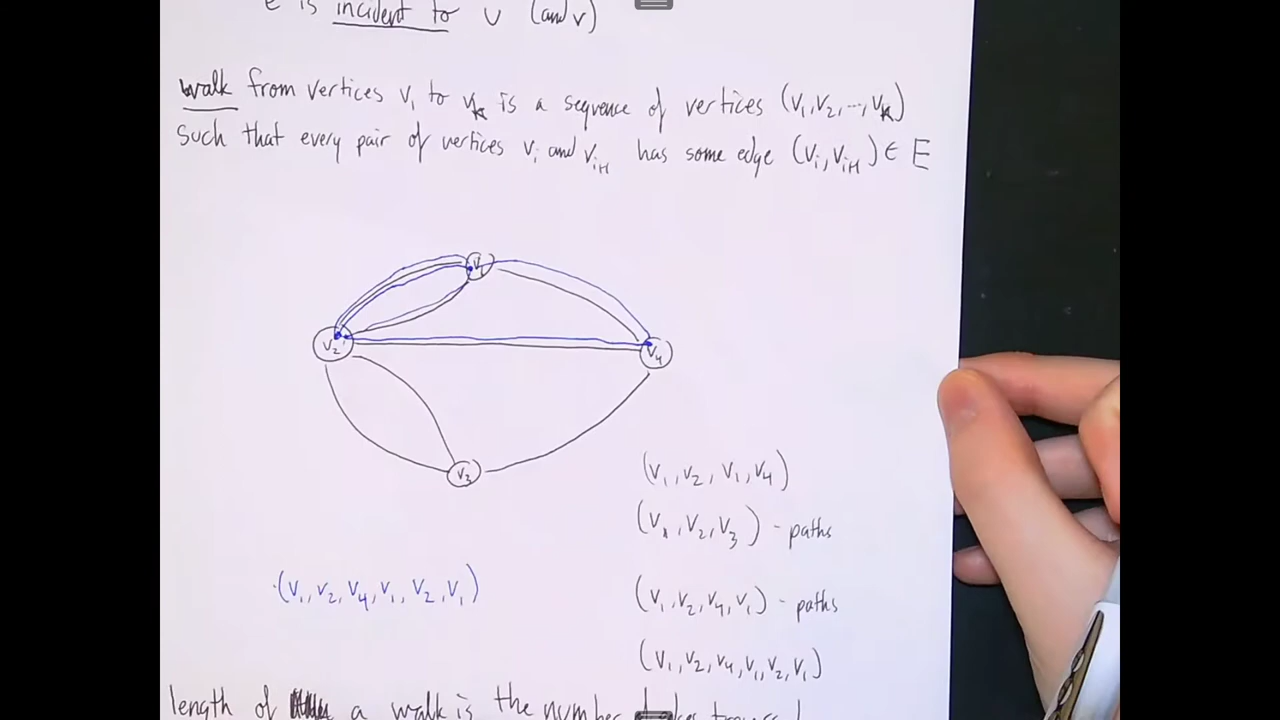 e is incident to v (and v)
walk from vertices v₁ to vₖ is a sequence of vertices (v₁,v₂,...,vₖ)
such that every pair of vertices vᵢ and vᵢ₊₁ has some edge (vᵢ,vᵢ₊₁) ∈ E
v₁
v₂
v₄
v₃
(v₁,v₂,v₁,v₄)
(v₁,v₂,v₃) - paths
(v₁,v₂,v₄,v₁,v₂,v₁)
(v₁,v₂,v₄,v₁) - paths
(v₁,v₂,v₄,v₁,v₂,v₁)
length of a walk is the number